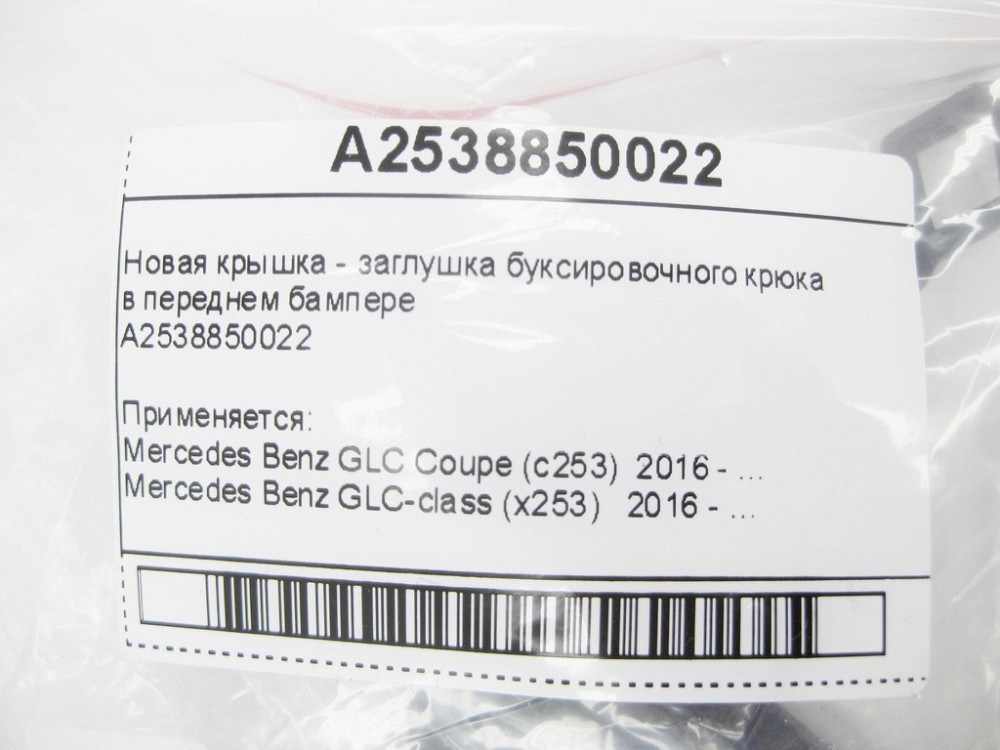 A2538850022
Новая крышка - заглушка буксировочного крюка
в переднем бампере
A2538850022
Применяется:
Mercedes Benz GLC Coupe (c253) 2016 - ...
Mercedes Benz GLC-class (x253) 2016 - ...